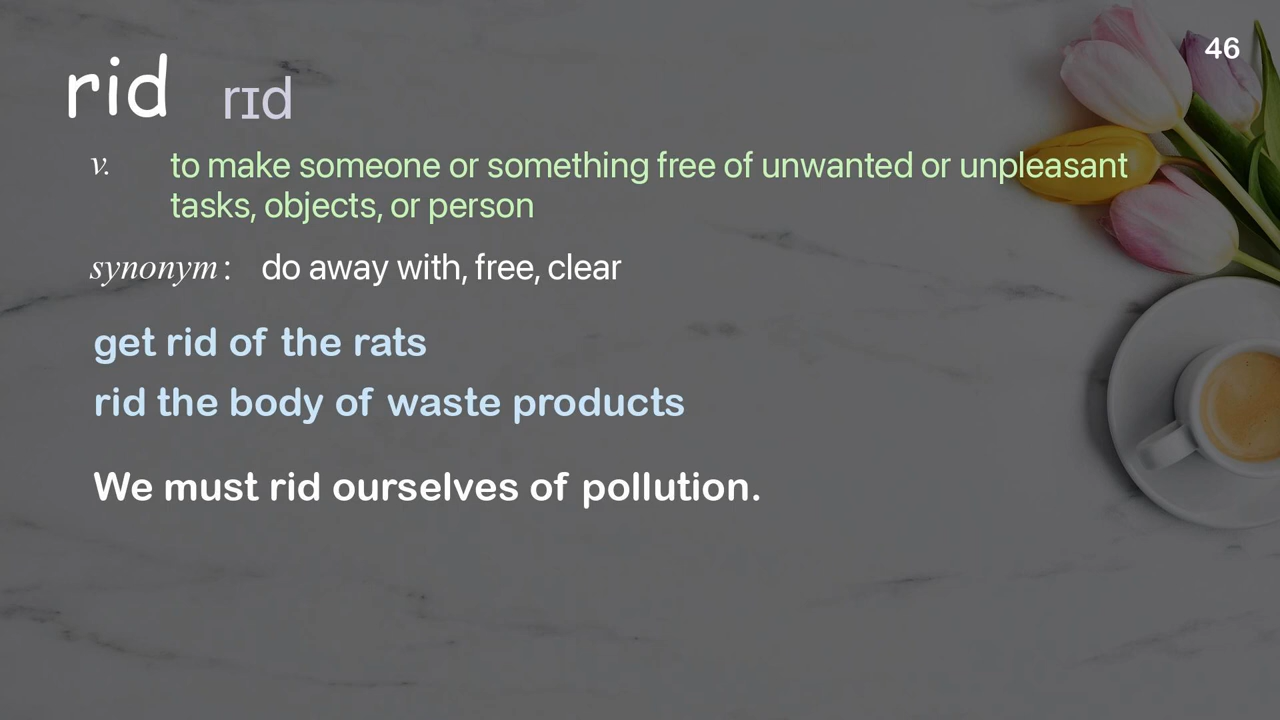 46
rid rɪd
v. to make someone or something free of unwanted or unpleasant
tasks, objects, or person
synonym: do away with, free, clear
get rid of the rats
rid the body of waste products
We must rid ourselves of pollution.